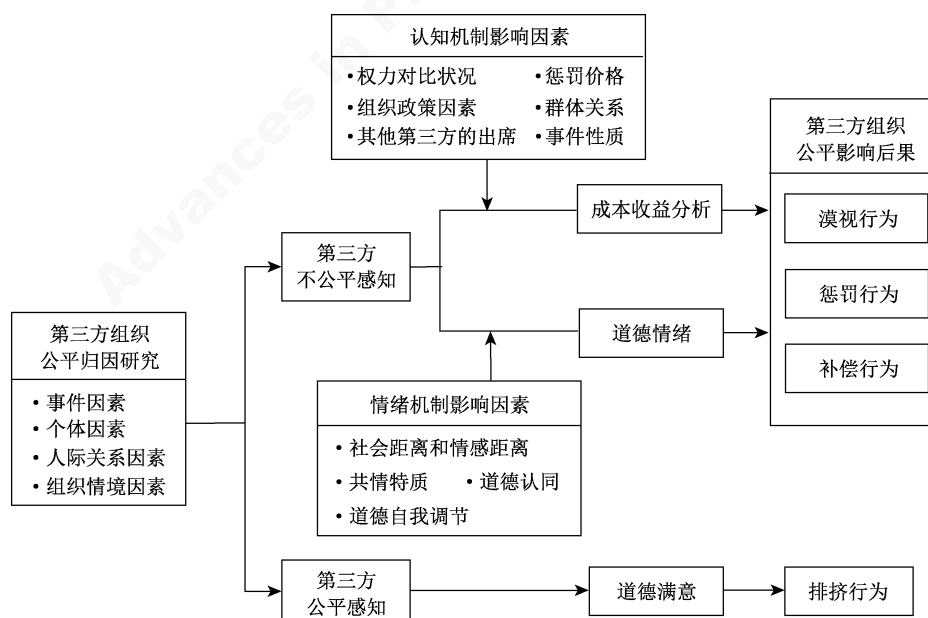 Advances in P
认知机制影响因素
•权力对比状况 •惩罚价格
•组织政策因素 •群体关系
•其他第三方的出席 •事件性质
第三方组织
公平影响后果
漠视行为
惩罚行为
补偿行为
成本收益分析
第三方
不公平感知
道德情绪
第三方组织
公平归因研究
•事件因素
•个体因素
•人际关系因素
•组织情境因素
情绪机制影响因素
•社会距离和情感距离
•共情特质 •道德认同
•道德自我调节
第三方
公平感知
道德满意
排挤行为